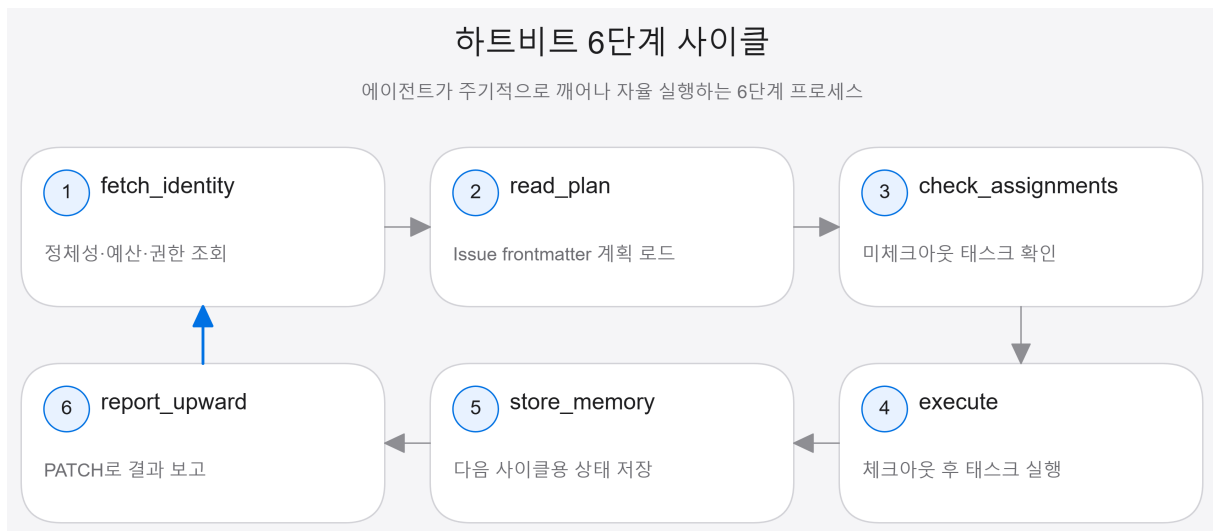 하트비트 6단계 사이클
에이전트가 주기적으로 깨어나 자율 실행하는 6단계 프로세스
1 fetch_identity
정체성·예산·권한 조회
2 read_plan
Issue frontmatter 계획 로드
3 check_assignments
미체크아웃 태스크 확인
4 execute
체크아웃 후 태스크 실행
5 store_memory
다음 사이클용 상태 저장
6 report_upward
PATCH로 결과 보고